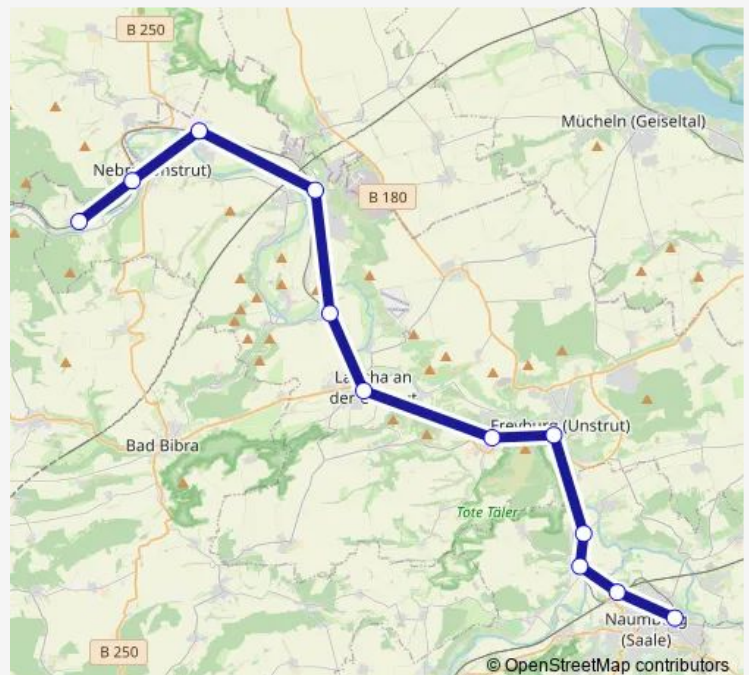 B 250
Mücheln (Geiseltal)
B 180
Bad Bibra
Freyburg (Unstrut)
Tote Täler
(Saale)
B 250
© OpenStreetMap contributors